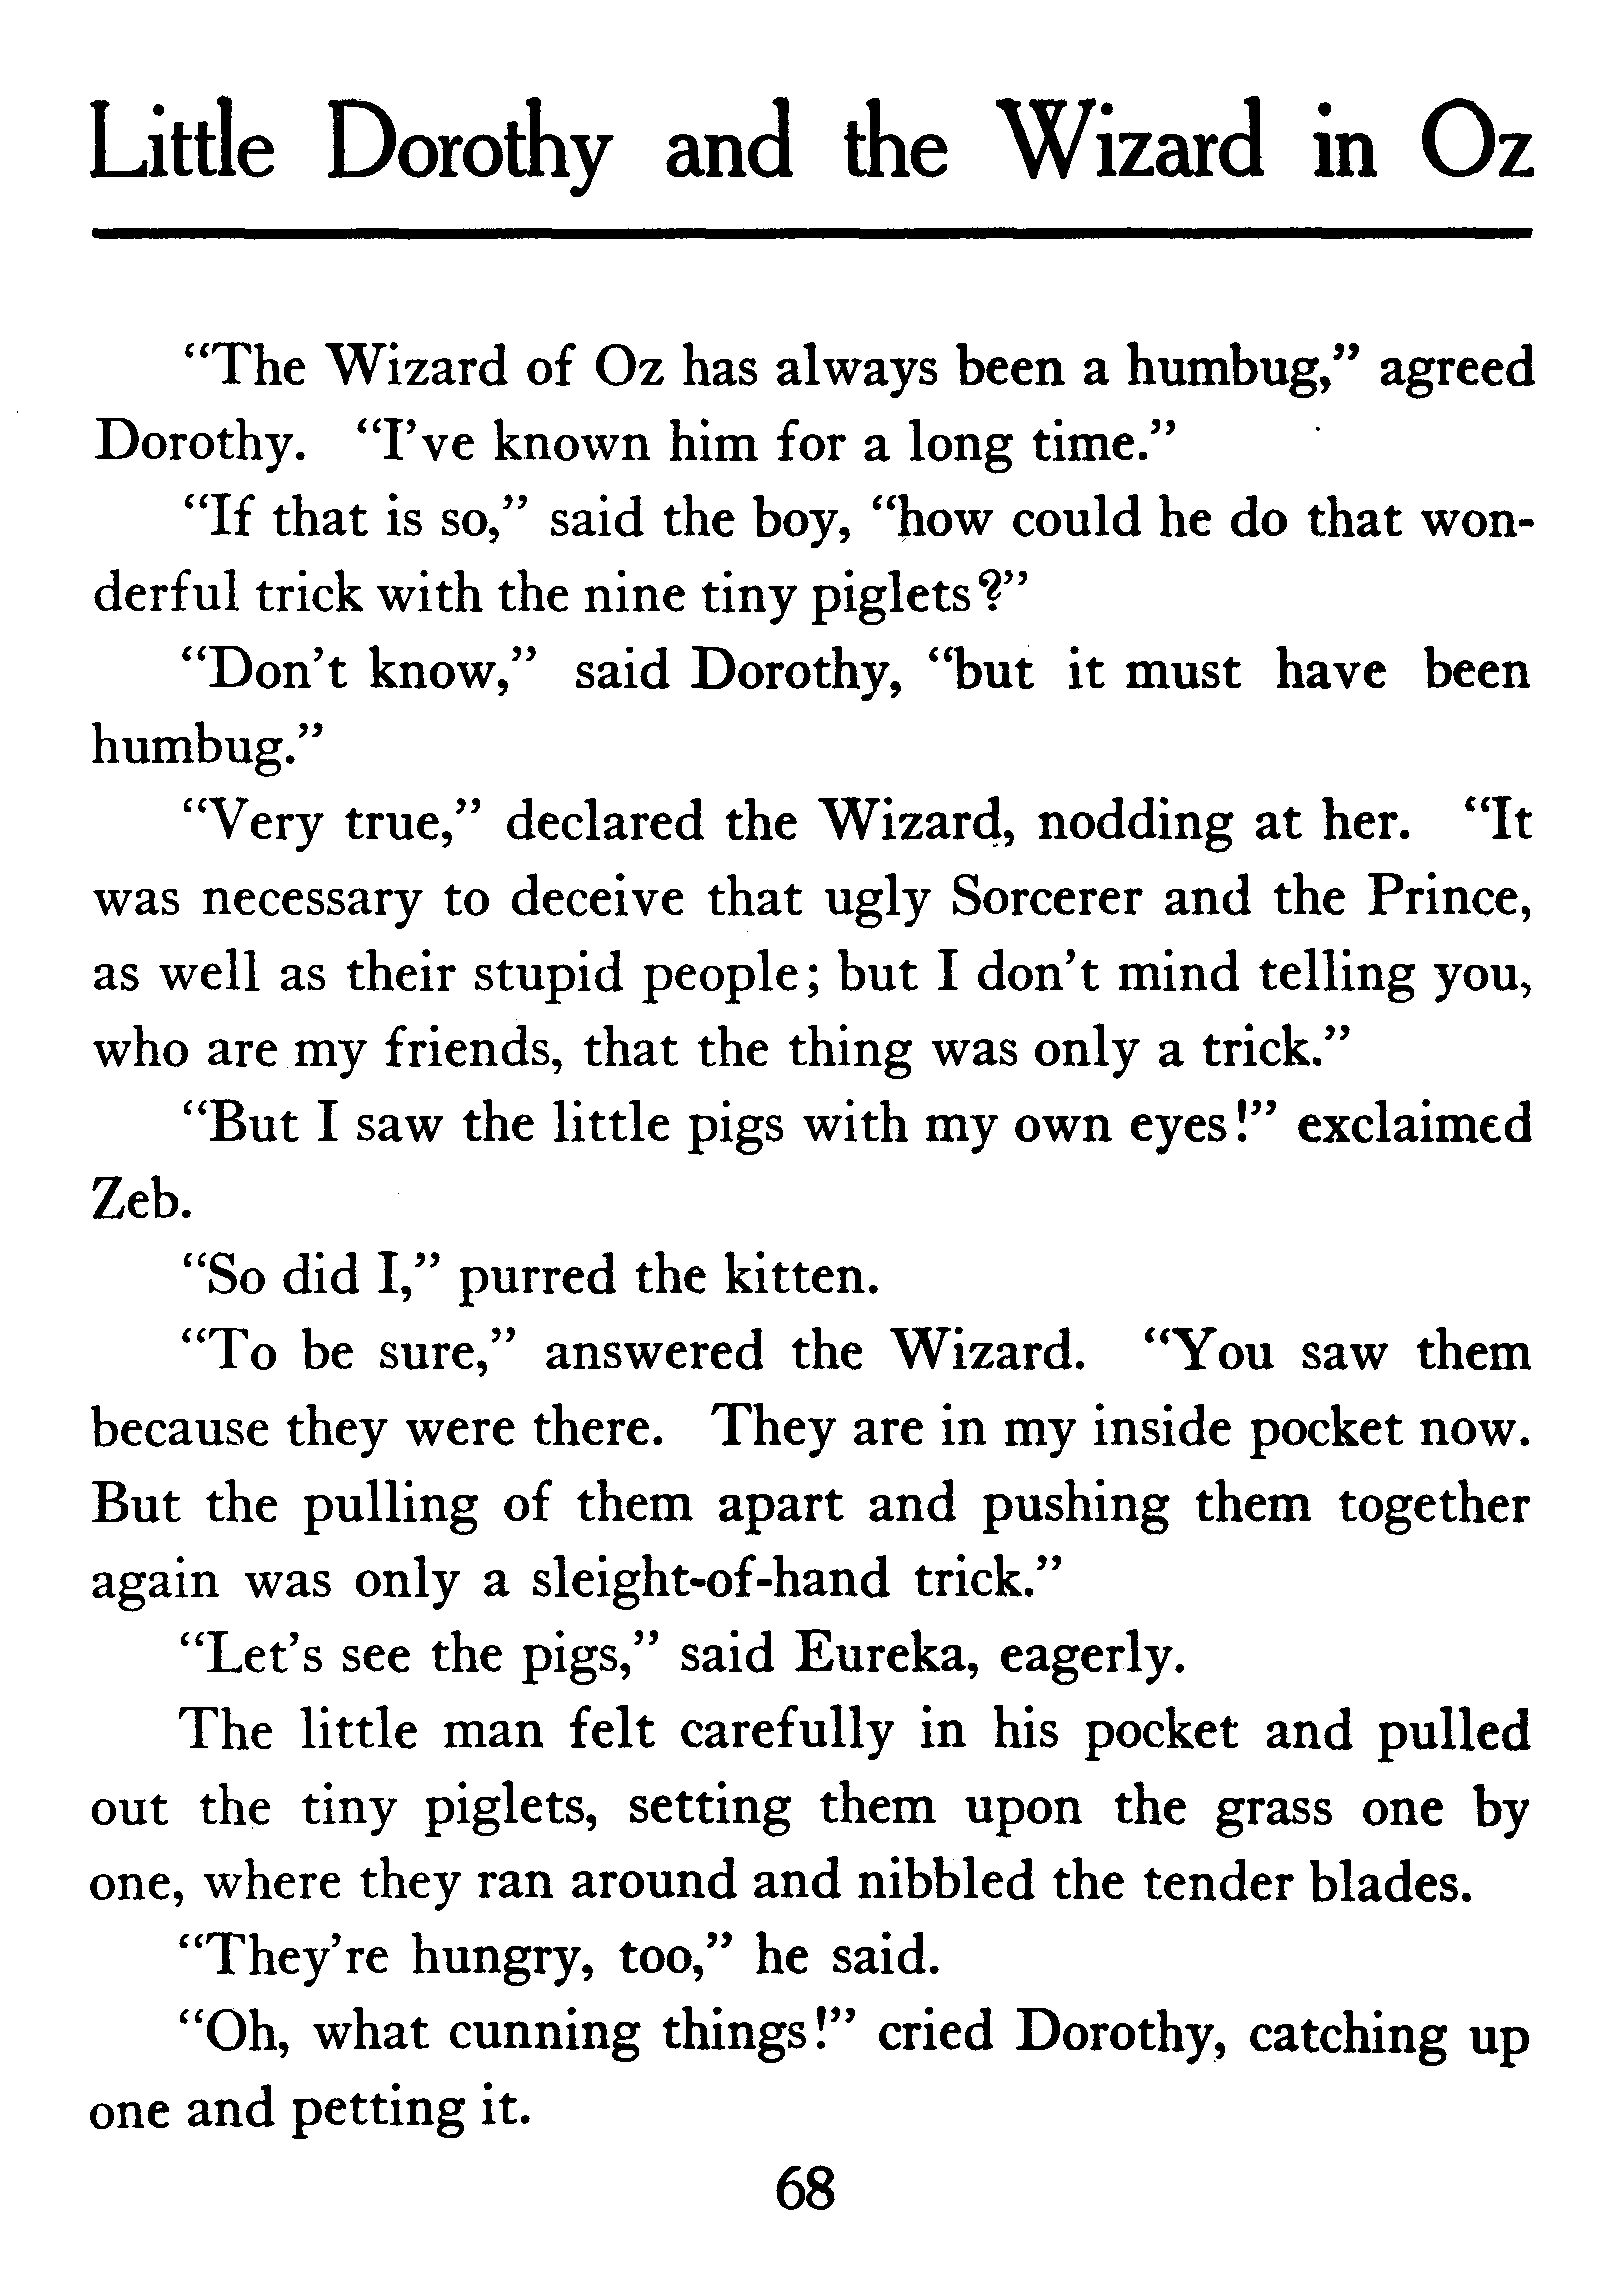 Little Dorothy and the Wizard in Oz
“The Wizard of Oz has always been a humbug,” agreed
Dorothy. “I’ve known him for a long time.”
“If that is so,” said the boy, “how could he do that won-
derful trick with the nine tiny piglets?”
“Don’t know,” said Dorothy, “but it must have been
humbug.”
“Very true,” declared the Wizard, nodding at her. “It
was necessary to deceive that ugly Sorcerer and the Prince,
as well as their stupid people; but I don’t mind telling you,
who are my friends, that the thing was only a trick.”
“But I saw the little pigs with my own eyes!” exclaimed
Zeb.
“So did I,” purred the kitten.
“To be sure,” answered the Wizard. “You saw them
because they were there. They are in my inside pocket now.
But the pulling of them apart and pushing them together
again was only a sleight-of-hand trick.”
“Let’s see the pigs,” said Eureka, eagerly.
The little man felt carefully in his pocket and pulled
out the tiny piglets, setting them upon the grass one by
one, where they ran around and nibbled the tender blades.
“They’re hungry, too,” he said.
“Oh, what cunning things!” cried Dorothy, catching up
one and petting it.
68